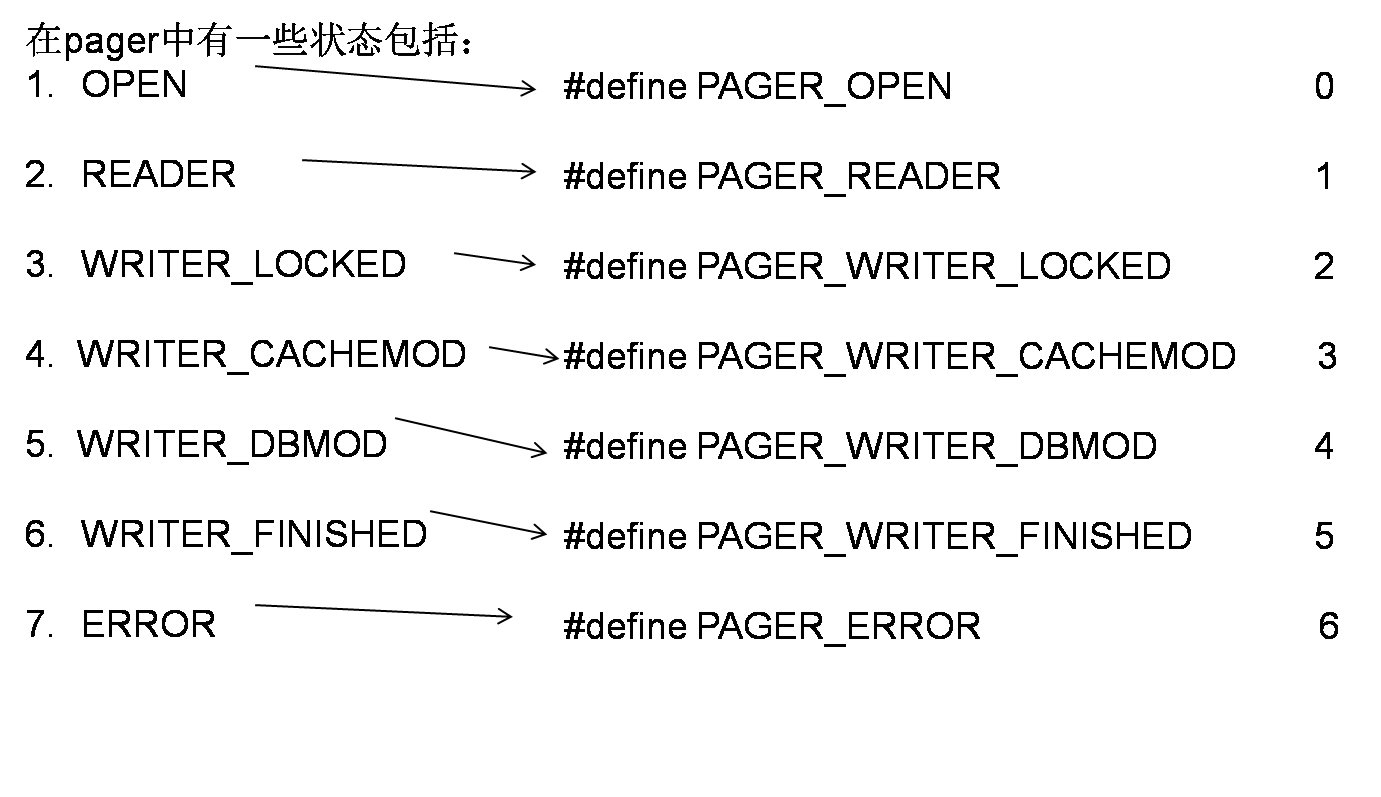 在pager中有一些状态包括：
1. OPEN #define PAGER_OPEN 0
2. READER #define PAGER_READER 1
3. WRITER_LOCKED #define PAGER_WRITER_LOCKED 2
4. WRITER_CACHEMOD #define PAGER_WRITER_CACHEMOD 3
5. WRITER_DBMOD #define PAGER_WRITER_DBMOD 4
6. WRITER_FINISHED #define PAGER_WRITER_FINISHED 5
7. ERROR #define PAGER_ERROR 6